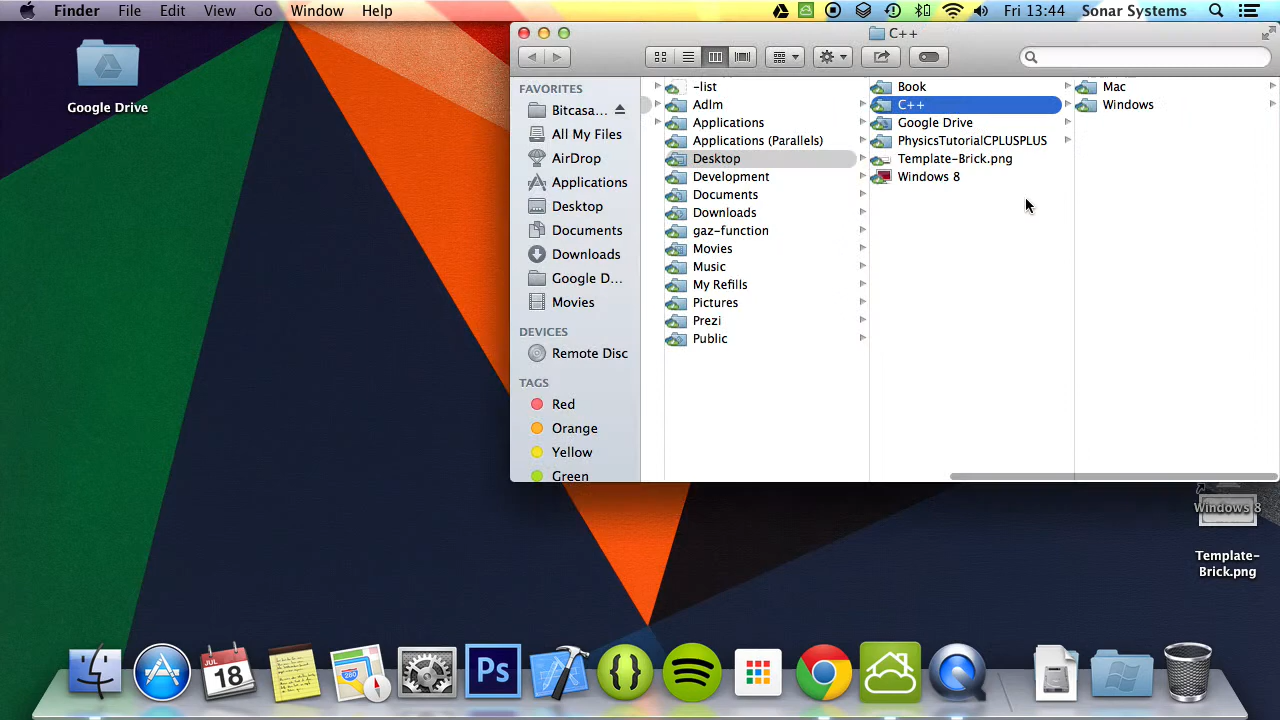 Finder File Edit View Go Window Help Fri 13:44 Sonar Systems
Google Drive
C++
FAVORITES
Bitcasa...
All My Files
AirDrop
Applications
Desktop
Documents
Downloads
Google D...
Movies
DEVICES
Remote Disc
TAGS
Red
Orange
Yellow
Green
-list
Adlm
Applications
Applications (Parallels)
Desktop
Development
Documents
Downloads
gaz-function
Movies
Music
My Refills
Pictures
Prezi
Public
Book
C++
Google Drive
PhysicsTutorialCPLUSPLUS
Template-Brick.png
Windows 8
Mac
Windows
Windows 8
Template-
Brick.png
JUL
18
280
Ps
{}